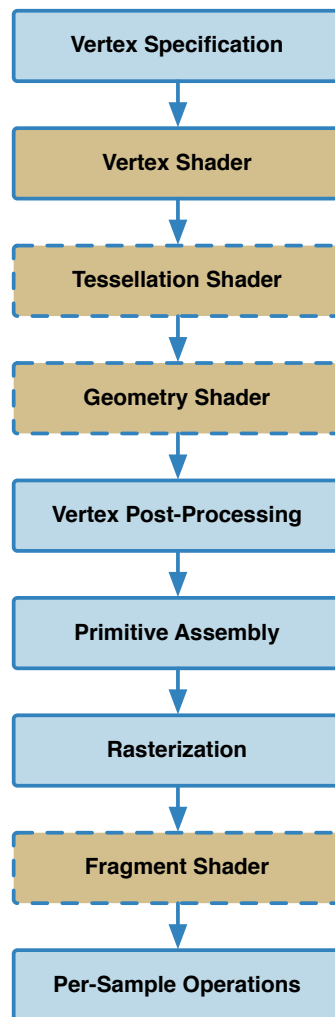 Vertex Specification
Vertex Shader
Tessellation Shader
Geometry Shader
Vertex Post-Processing
Primitive Assembly
Rasterization
Fragment Shader
Per-Sample Operations